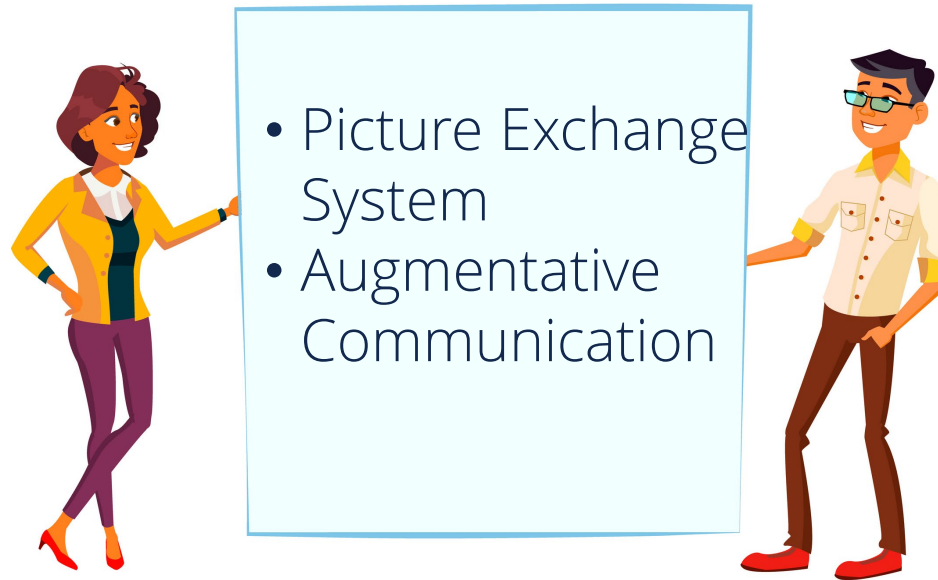 • Picture Exchange
System
• Augmentative
Communication